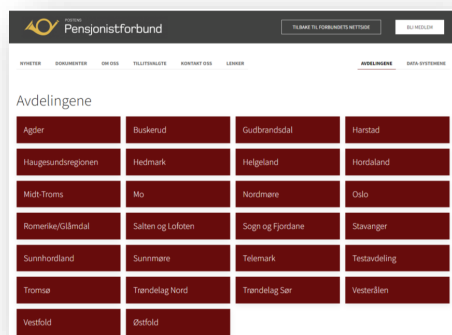 POSTENS
Pensjonistforbund
TILBAKE TIL FORBUNDETS NETTSIDE
BLI MEDLEM
NYHETER DOKUMENTER OM OSS TILLITSVALGTE KONTAKT OSS LENKER AVDELINGENE DATA-SYSTEMENE
Avdelingene
Agder Buskerud Gudbrandsdal Harstad
Haugesundsregionen Hedmark Helgeland Hordaland
Midt-Troms Mo Nordmøre Oslo
Romerike/Glåmdal Salten og Lofoten Sogn og Fjordane Stavanger
Sunnhordland Sunnmøre Telemark Testavdeling
Tromsø Trøndelag Nord Trøndelag Sør Vesterålen
Vestfold Østfold